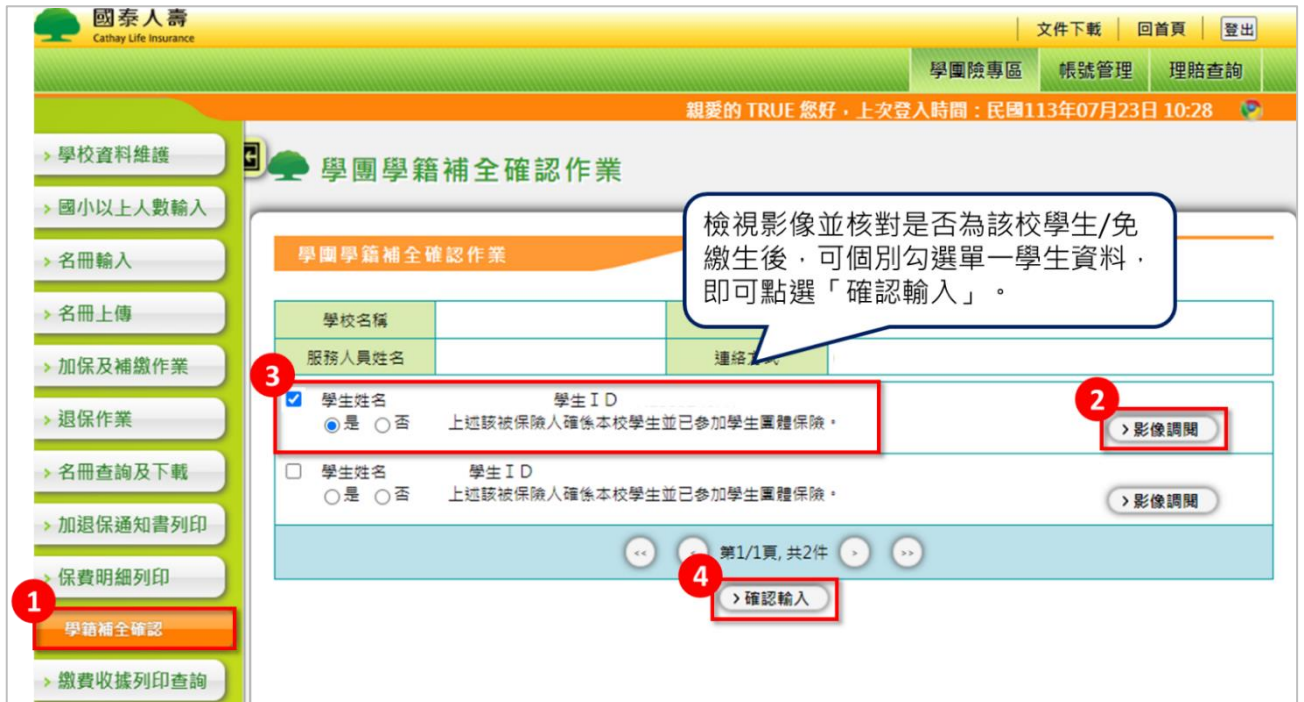 國泰人壽
Cathay Life Insurance
文件下載 回首頁 登出
學團險專區 帳號管理 理賠查詢
親愛的 TRUE 您好，上次登入時間：民國113年07月23日 10:28
學校資料維護
國小以上人數輸入
名冊輸入
名冊上傳
加保及補繳作業
退保作業
名冊查詢及下載
加退保通知書列印
保費明細列印
1
學籍補全確認
繳費收據列印查詢
學團學籍補全確認作業
檢視影像並核對是否為該校學生/免
繳生後，可個別勾選單一學生資料，
即可點選「確認輸入」。
學團學籍補全確認作業
學校名稱
服務人員姓名 連絡方式
3
學生姓名 學生ＩＤ
是 否 上述該被保險人確係本校學生並已參加學生團體保險。
2
影像調閱
學生姓名 學生ＩＤ
是 否 上述該被保險人確係本校學生並已參加學生團體保險。
影像調閱
<< < 第1/1頁, 共2件 > >>
4
確認輸入